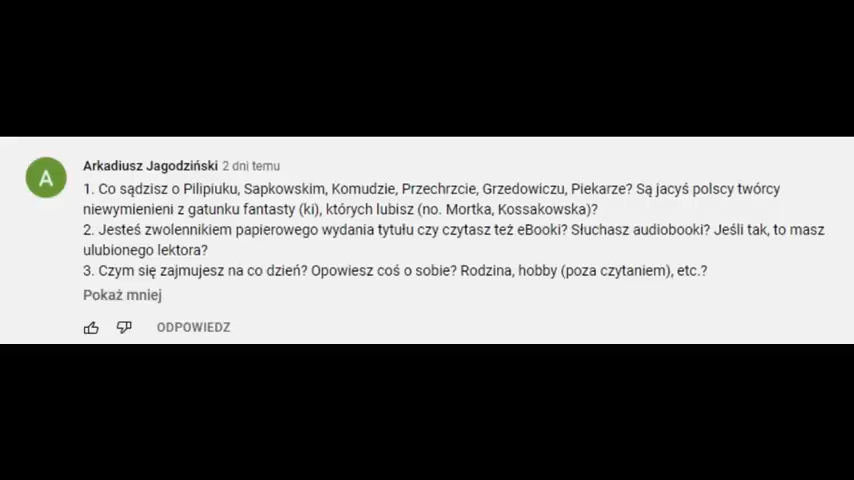 A
Arkadiusz Jagodziński 2 dni temu
1. Co sądzisz o Pilipiuku, Sapkowskim, Komudzie, Przechrzcie, Grzedowiczu, Piekarze? Są jacyś polscy twórcy
niewymienieni z gatunku fantasty (ki), których lubisz (no. Mortka, Kossakowska)?
2. Jesteś zwolennikiem papierowego wydania tytułu czy czytasz też eBooki? Słuchasz audiobooki? Jeśli tak, to masz
ulubionego lektora?
3. Czym się zajmujesz na co dzień? Opowiesz coś o sobie? Rodzina, hobby (poza czytaniem), etc.?
Pokaż mniej
ODPOWIEDZ